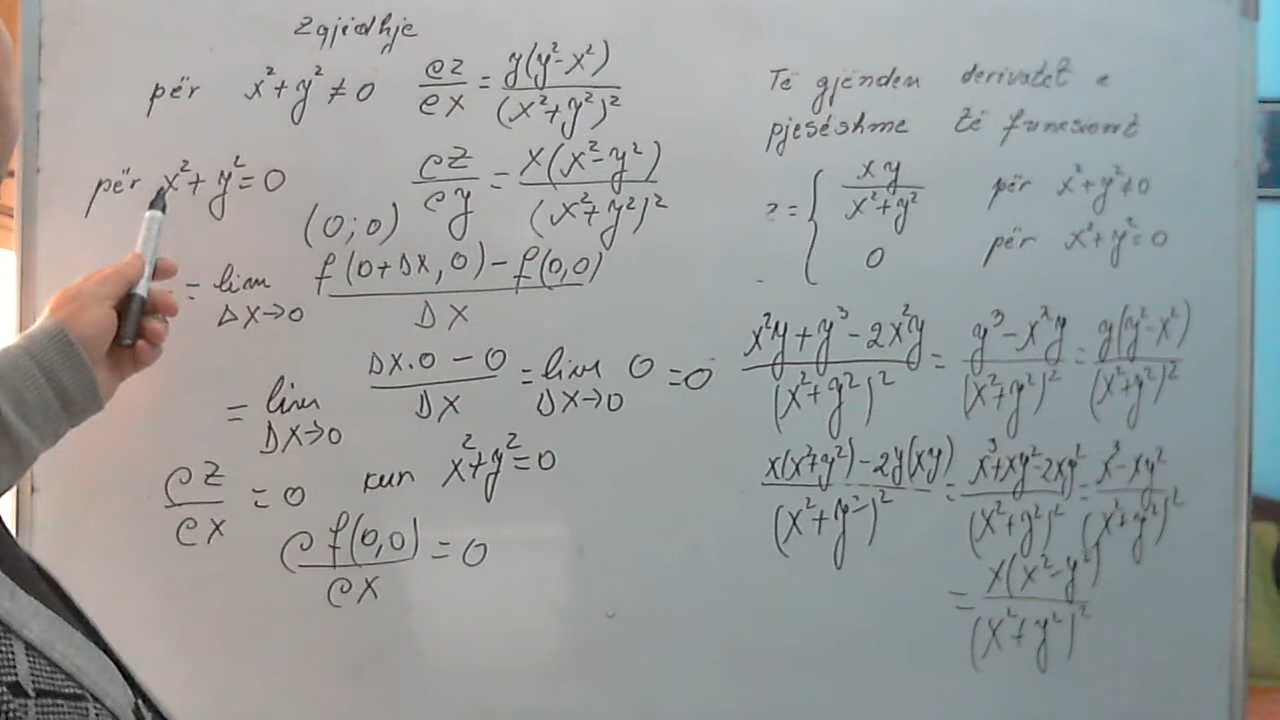 Zgjidhje
për x²+y² ≠ 0 ∂z/∂x = y(y²-x²)/(x²+y²)²
për x²+y²=0 ∂z/∂y = x(x²-y²)/(x²+y²)²
(0;0)
= lim Δx→0 f(0+Δx,0)-f(0,0)/Δx
= lim Δx→0 Δx.0-0/Δx = lim Δx→0 0 = 0
∂z/∂x = 0 kur x²+y²=0
∂f(0,0)/∂x = 0
Të gjënden derivatet e
pjesëshme të funksionit
z = { xy/x²+y² për x²+y²≠0
0 për x²+y²=0
x²y+y³-2x²y/(x²+y²)² = y³-x²y/(x²+y²)² = y(y²-x²)/(x²+y²)²
x(x²+y²)-2y(xy)/(x²+y²)² = x³+xy²-2xy²/(x²+y²)² = x³-xy²/(x²+y²)²
= x(x²-y²)/(x²+y²)²